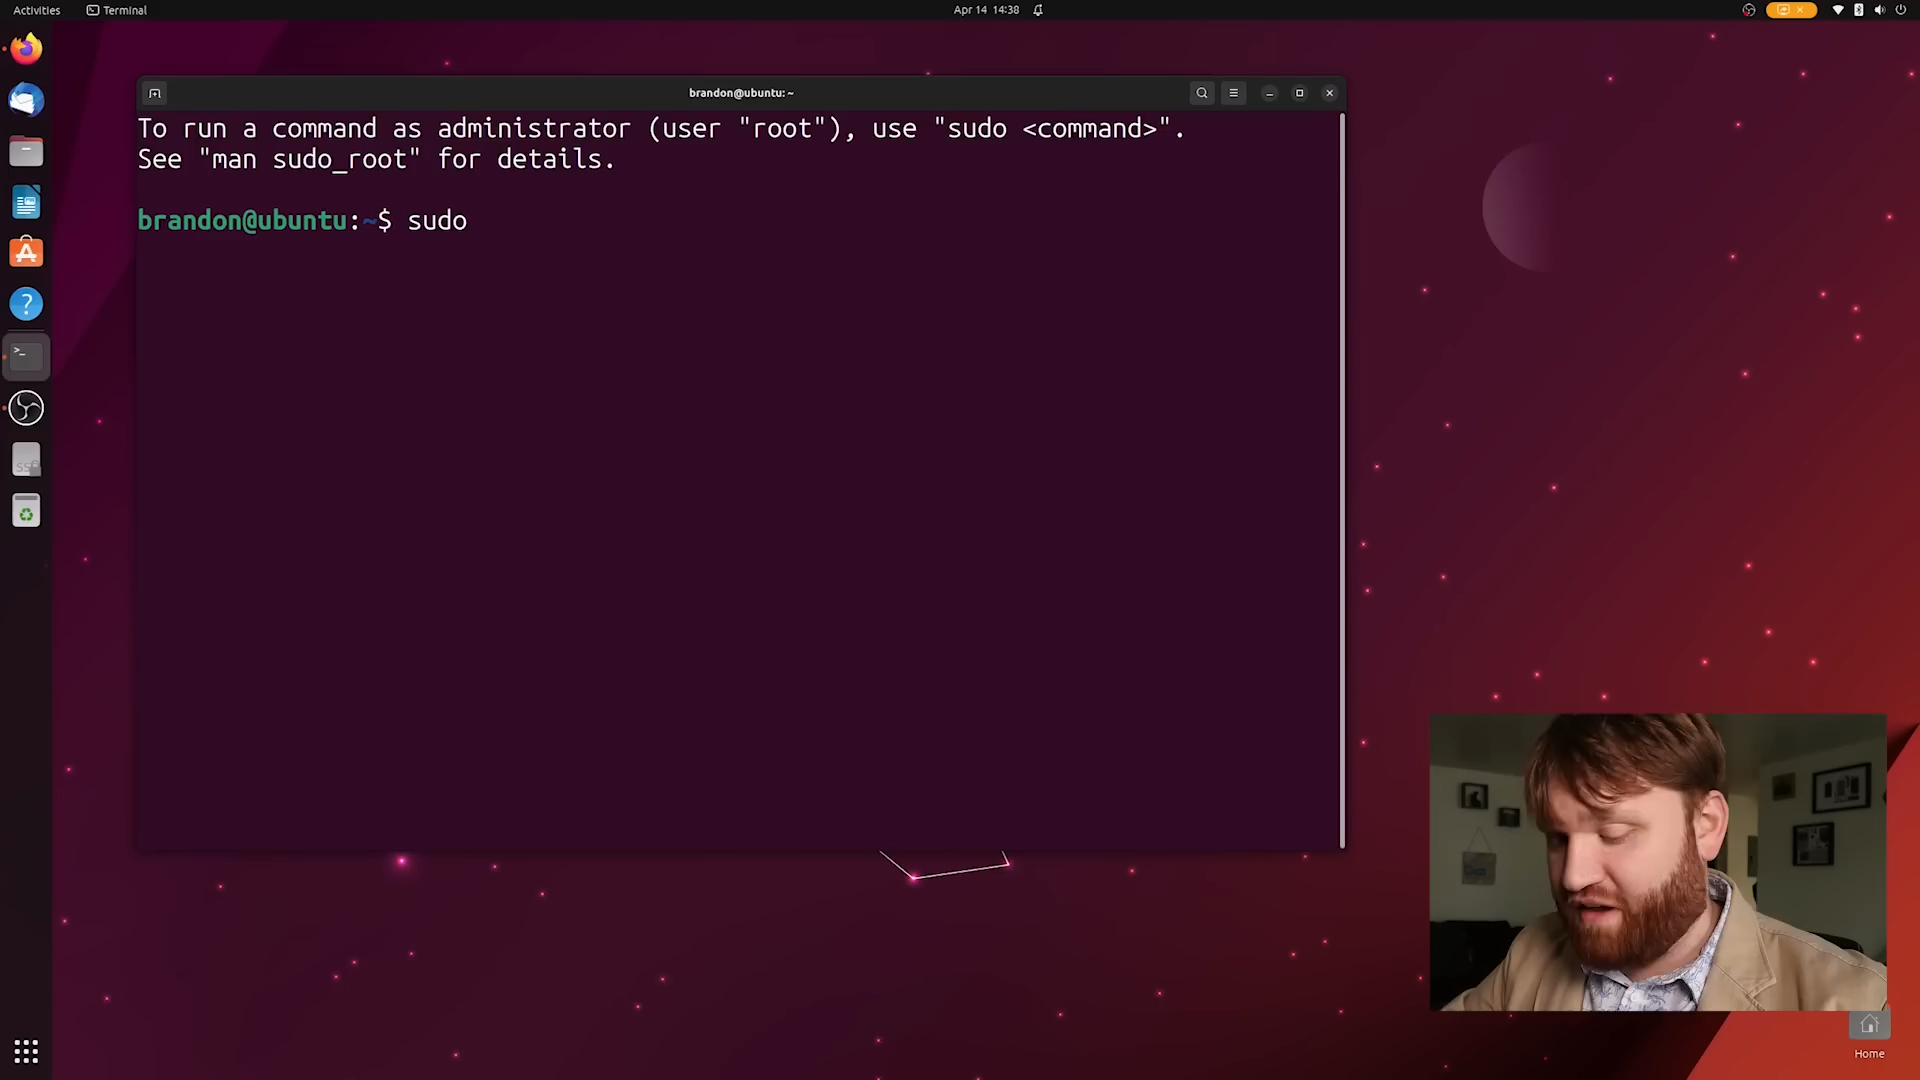 Activities
Terminal
Apr 14 14:38
brandon@ubuntu: ~
To run a command as administrator (user "root"), use "sudo <command>".
See "man sudo_root" for details.
brandon@ubuntu:~$ sudo
Home